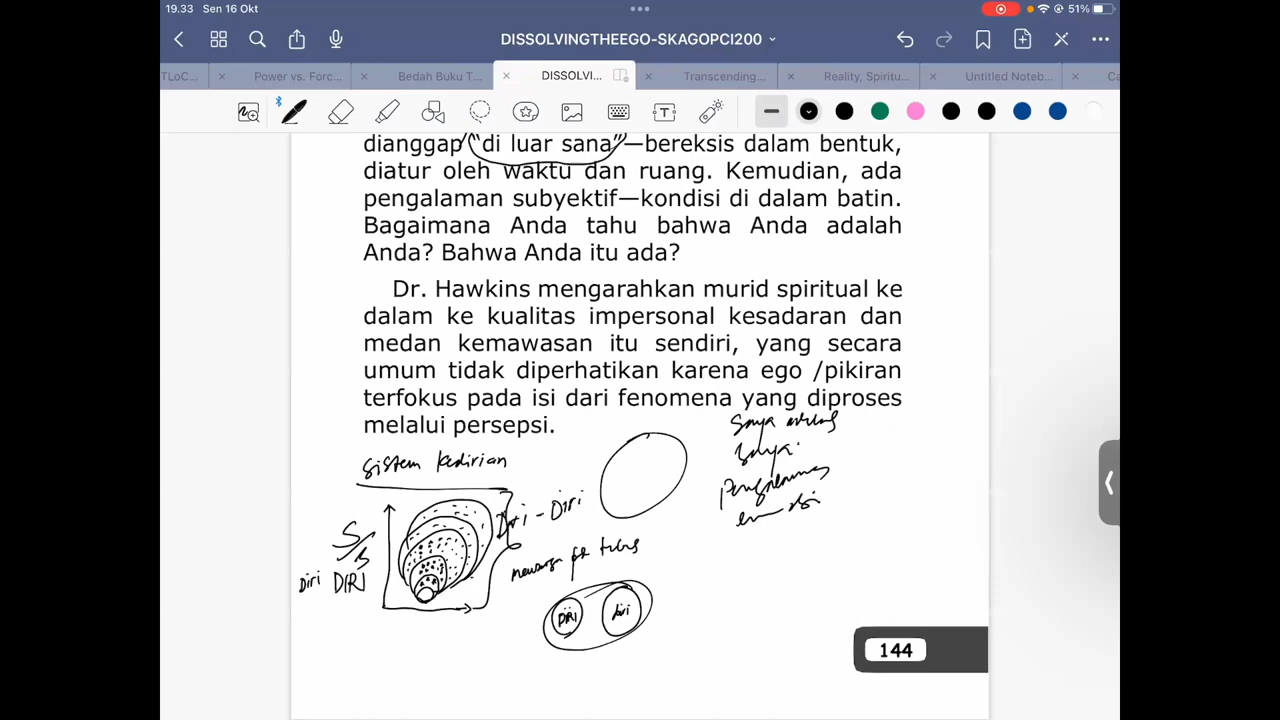 19.33 Sen 16 Okt
51%
DISSOLVINGTHEEGO-SKAGOPCI200
TLoC...
Power vs. Forc...
Bedah Buku T...
DISSOLVI...
Transcending...
Reality, Spiritu...
Untitled Noteb...
Ca
dianggap “di luar sana”—bereksis dalam bentuk,
diatur oleh waktu dan ruang. Kemudian, ada
pengalaman subyektif—kondisi di dalam batin.
Bagaimana Anda tahu bahwa Anda adalah
Anda? Bahwa Anda itu ada?
Dr. Hawkins mengarahkan murid spiritual ke
dalam ke kualitas impersonal kesadaran dan
medan kemawasan itu sendiri, yang secara
umum tidak diperhatikan karena ego /pikiran
terfokus pada isi dari fenomena yang diproses
melalui persepsi.
Saya adalah
saya
sistem kedirian
Diri - Diri
S/B
Diri DIRI
DIRI diri
144